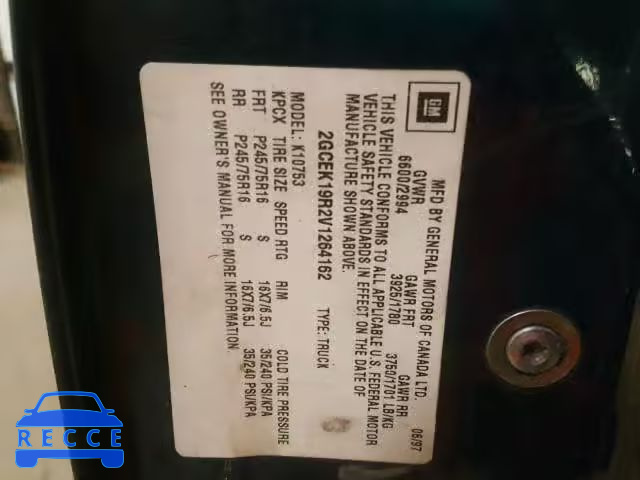 GM
MFD BY GENERAL MOTORS OF CANADA LTD. 06/97
GVWR GAWR FRT GAWR RR
6600/2994 3925/1780 3750/1701 LB/KG
THIS VEHICLE CONFORMS TO ALL APPLICABLE U.S. FEDERAL MOTOR
VEHICLE SAFETY STANDARDS IN EFFECT ON THE DATE OF
MANUFACTURE SHOWN ABOVE.
2GCEK19R2V1264162 TYPE: TRUCK
MODEL: K10753
KPCX TIRE SIZE SPEED RTG RIM COLD TIRE PRESSURE
FRT P245/75R16 S 16X7/6.5J 35/240 PSI/KPA
RR P245/75R16 S 16X7/6.5J 35/240 PSI/KPA
SEE OWNER'S MANUAL FOR MORE INFORMATION.
RECCE